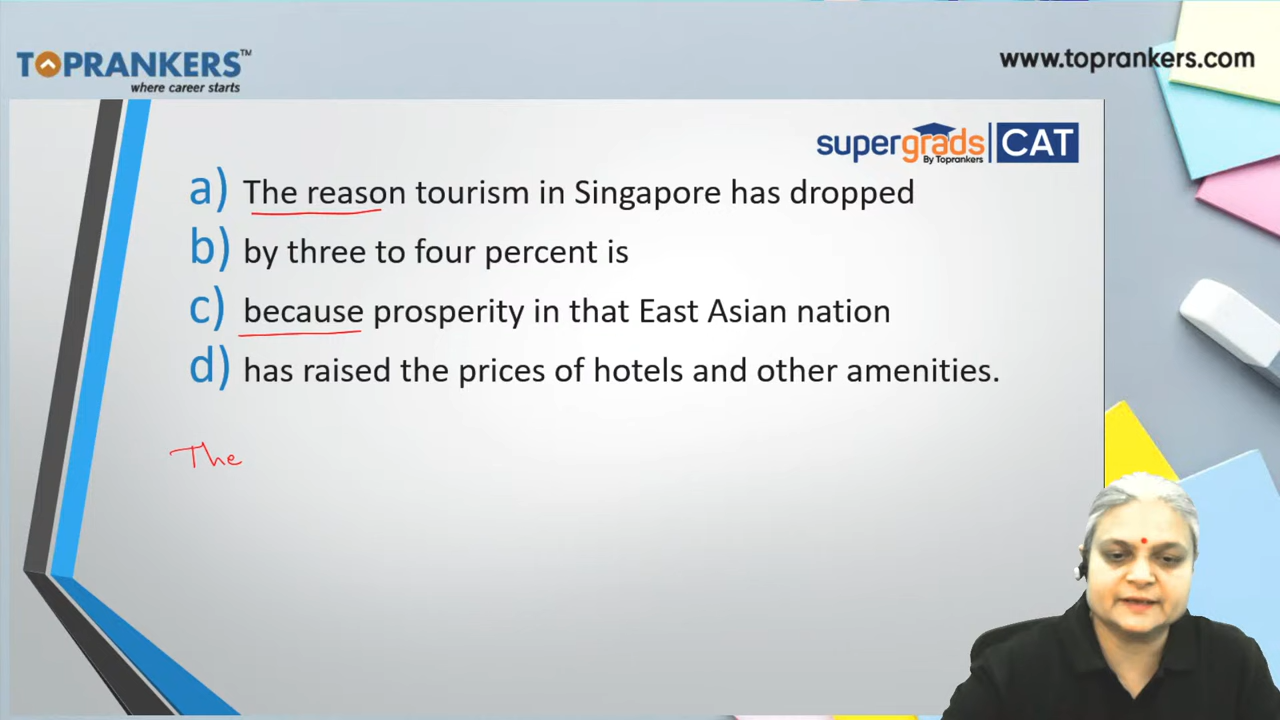 TOPRANKERS™
where career starts
www.toprankers.com
supergrads | CAT
By Toprankers
a) The reason tourism in Singapore has dropped
b) by three to four percent is
c) because prosperity in that East Asian nation
d) has raised the prices of hotels and other amenities.
The